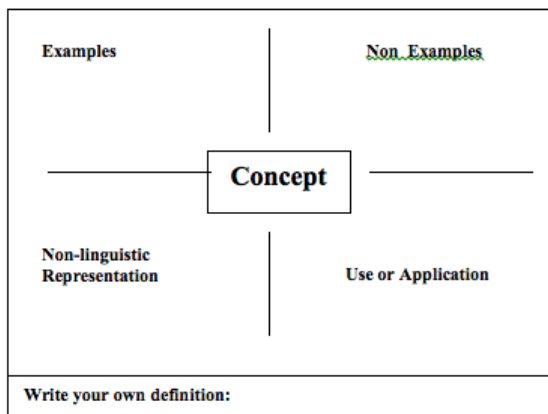 Examples
Non Examples
Concept
Non-linguistic
Representation
Use or Application
Write your own definition: